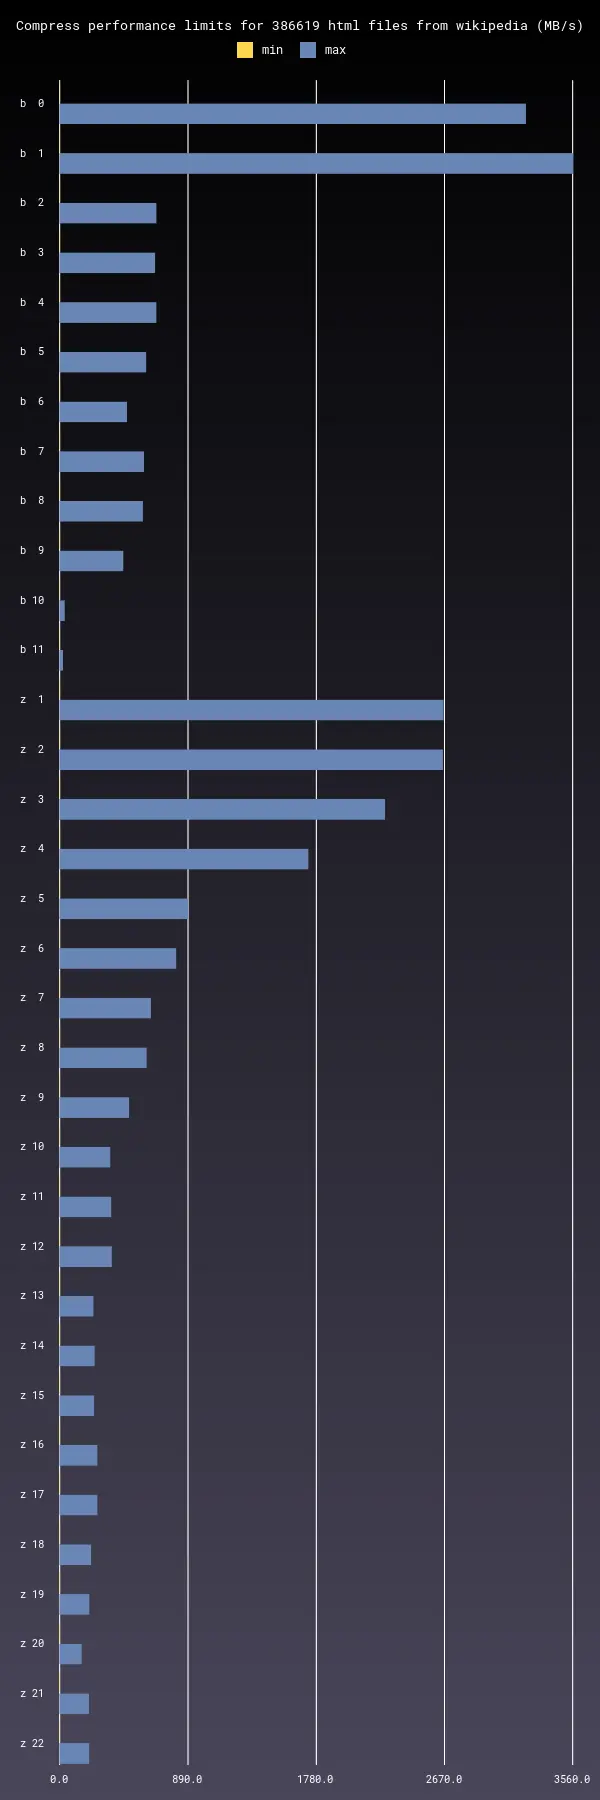 Compress performance limits for 386619 html files from wikipedia (MB/s)
min max
b 0
b 1
b 2
b 3
b 4
b 5
b 6
b 7
b 8
b 9
b 10
b 11
z 1
z 2
z 3
z 4
z 5
z 6
z 7
z 8
z 9
z 10
z 11
z 12
z 13
z 14
z 15
z 16
z 17
z 18
z 19
z 20
z 21
z 22
0.0 890.0 1780.0 2670.0 3560.0